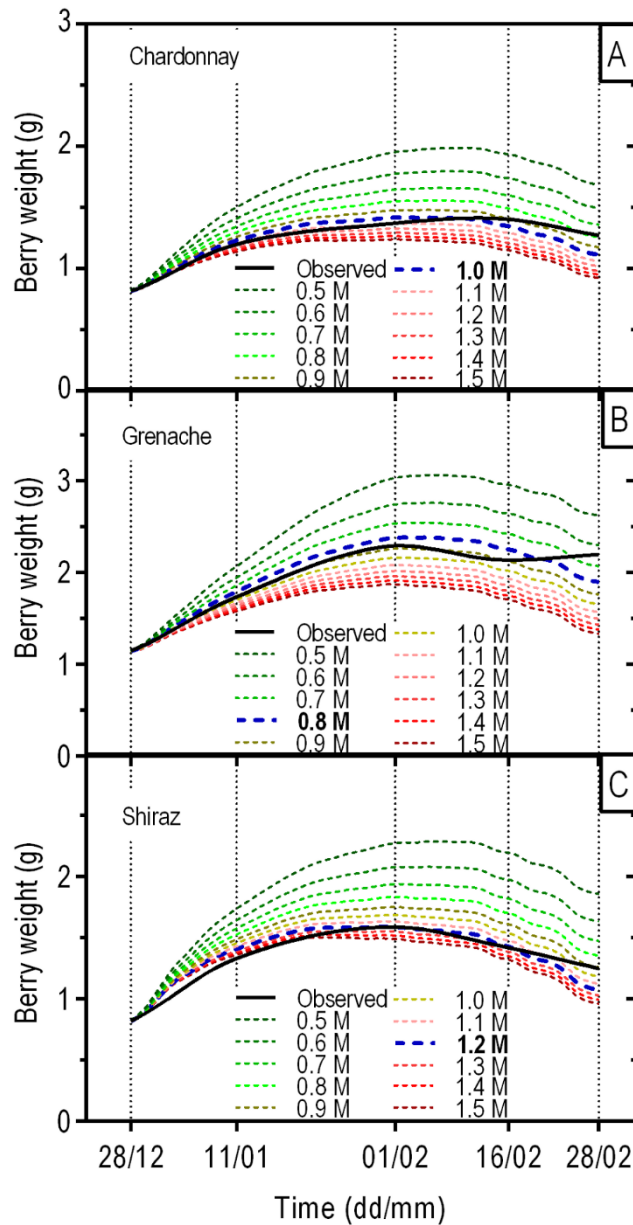 3
Chardonnay
A
2
Berry weight (g)
1
Observed 1.0 M
0.5 M 1.1 M
0.6 M 1.2 M
0.7 M 1.3 M
0.8 M 1.4 M
0.9 M 1.5 M
0
Grenache
B
3
2
Berry weight (g)
1
Observed 1.0 M
0.5 M 1.1 M
0.6 M 1.2 M
0.7 M 1.3 M
0.8 M 1.4 M
0.9 M 1.5 M
0
Shiraz
C
2
Berry weight (g)
1
Observed 1.0 M
0.5 M 1.1 M
0.6 M 1.2 M
0.7 M 1.3 M
0.8 M 1.4 M
0.9 M 1.5 M
0
28/12 11/01 01/02 16/02 28/02
Time (dd/mm)